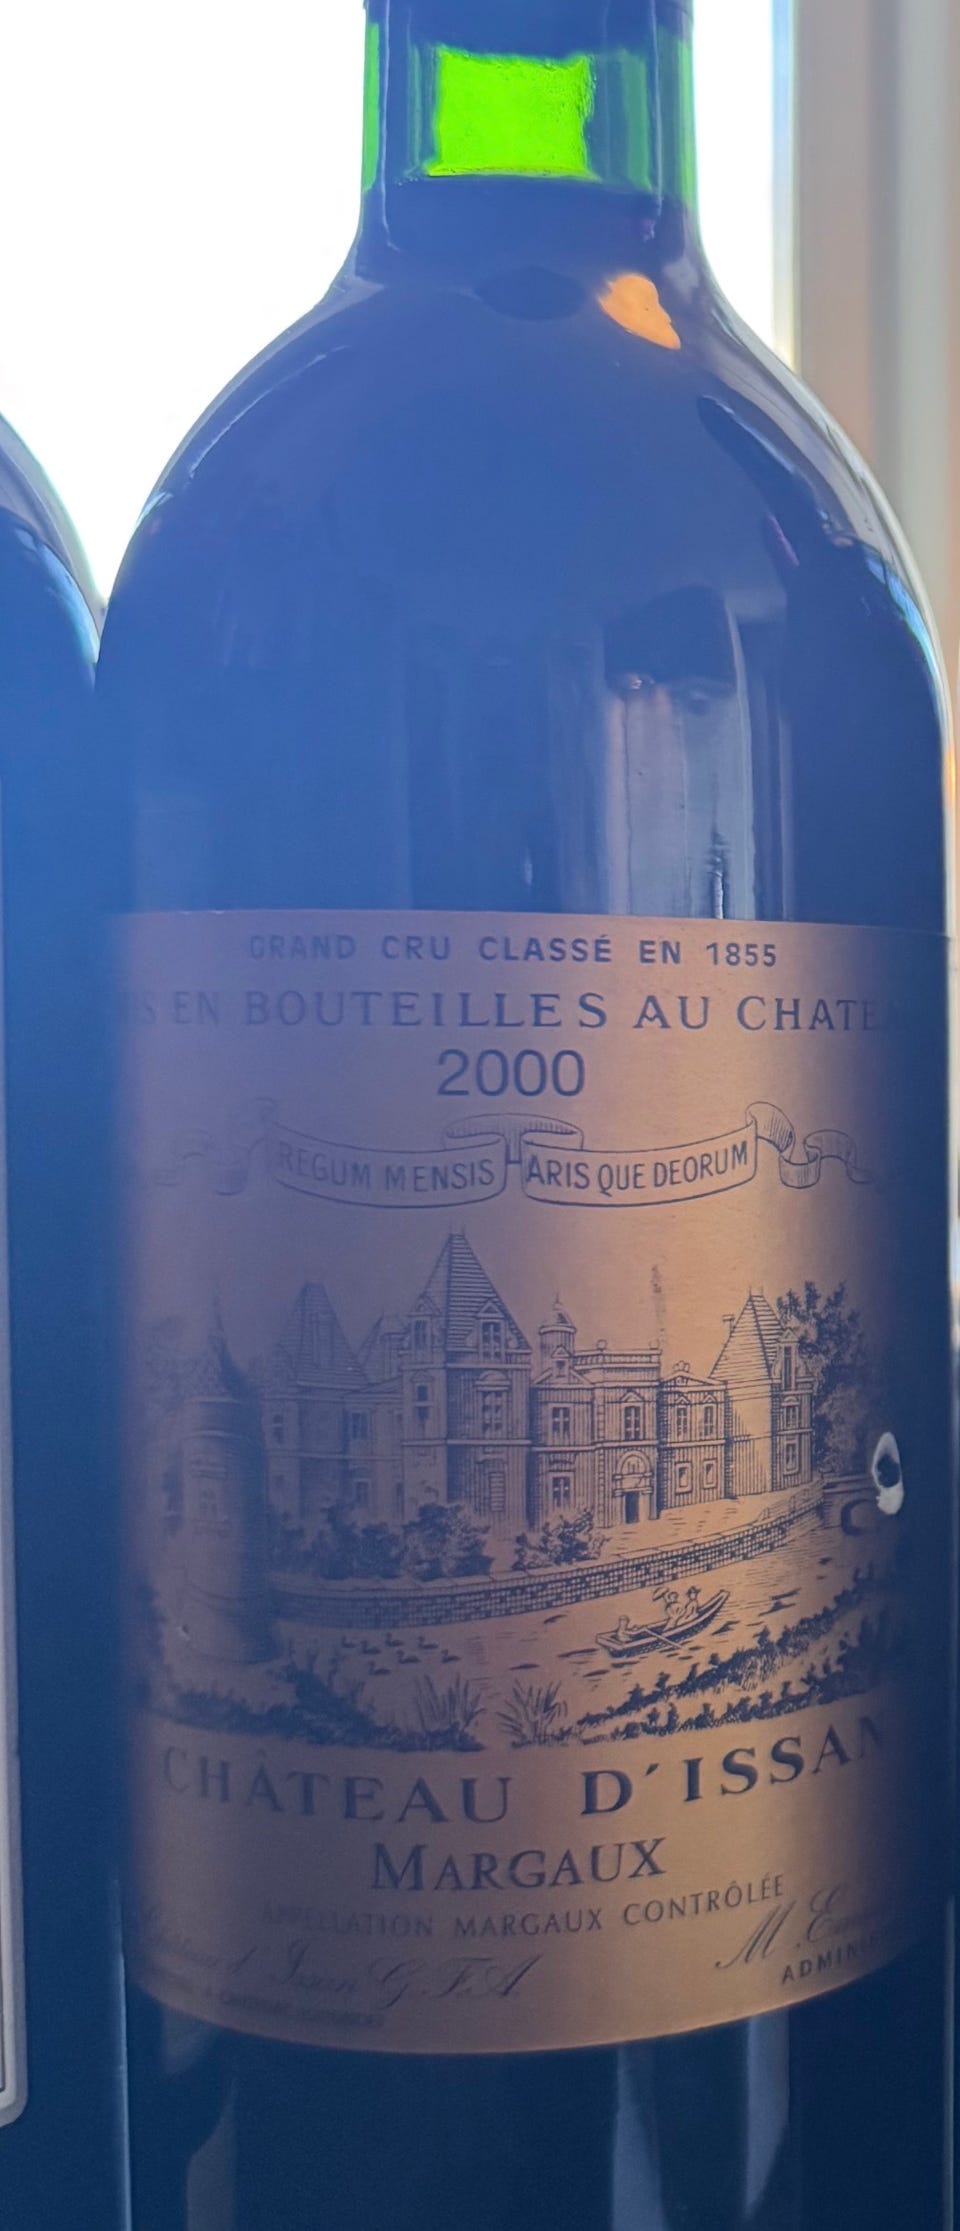 GRAND CRU CLASSÉ EN 1855
EN BOUTEILLES AU
2000
REGUM MENSIS ARIS QUE DEORUM
CHÂTEAU D'ISSAN
MARGAUX
APPELLATION MARGAUX CONTRÔLÉE
d'Issan G.F.A